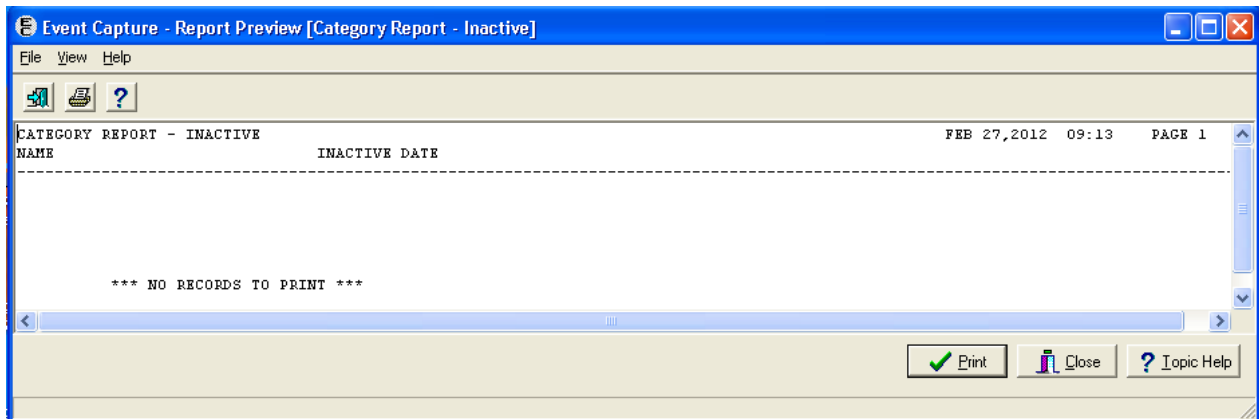 Event Capture - Report Preview [Category Report - Inactive]
File View Help
CATEGORY REPORT - INACTIVE FEB 27,2012 09:13 PAGE 1
NAME INACTIVE DATE
*** NO RECORDS TO PRINT ***
Print Close Topic Help